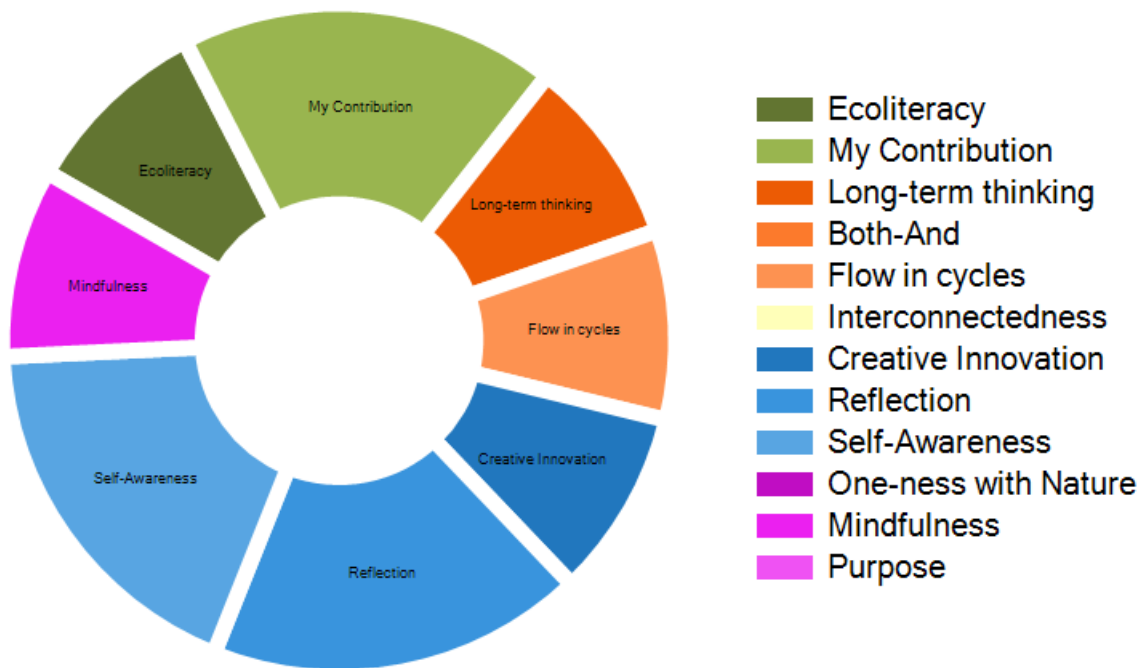 My Contribution
Ecoliteracy
Long-term thinking
Mindfulness
Flow in cycles
Creative Innovation
Self-Awareness
Reflection
Ecoliteracy
My Contribution
Long-term thinking
Both-And
Flow in cycles
Interconnectedness
Creative Innovation
Reflection
Self-Awareness
One-ness with Nature
Mindfulness
Purpose